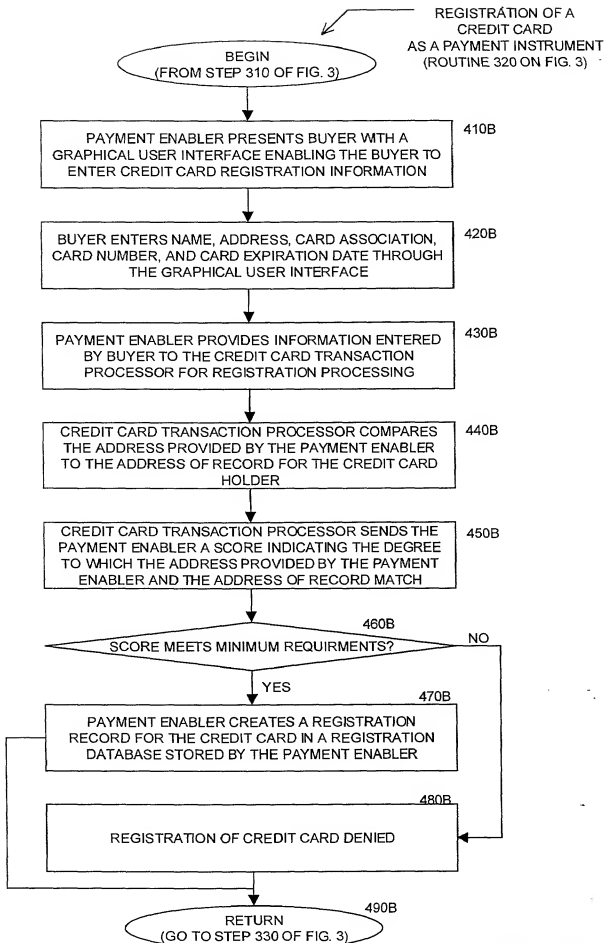 REGISTRATION OF A
CREDIT CARD
AS A PAYMENT INSTRUMENT
(ROUTINE 320 ON FIG. 3)
BEGIN
(FROM STEP 310 OF FIG. 3)
410B
PAYMENT ENABLER PRESENTS BUYER WITH A
GRAPHICAL USER INTERFACE ENABLING THE BUYER TO
ENTER CREDIT CARD REGISTRATION INFORMATION
420B
BUYER ENTERS NAME, ADDRESS, CARD ASSOCIATION,
CARD NUMBER, AND CARD EXPIRATION DATE THROUGH
THE GRAPHICAL USER INTERFACE
430B
PAYMENT ENABLER PROVIDES INFORMATION ENTERED
BY BUYER TO THE CREDIT CARD TRANSACTION
PROCESSOR FOR REGISTRATION PROCESSING
440B
CREDIT CARD TRANSACTION PROCESSOR COMPARES
THE ADDRESS PROVIDED BY THE PAYMENT ENABLER
TO THE ADDRESS OF RECORD FOR THE CREDIT CARD
HOLDER
450B
CREDIT CARD TRANSACTION PROCESSOR SENDS THE
PAYMENT ENABLER A SCORE INDICATING THE DEGREE
TO WHICH THE ADDRESS PROVIDED BY THE PAYMENT
ENABLER AND THE ADDRESS OF RECORD MATCH
460B
SCORE MEETS MINIMUM REQUIRMENTS?
NO
YES
470B
PAYMENT ENABLER CREATES A REGISTRATION
RECORD FOR THE CREDIT CARD IN A REGISTRATION
DATABASE STORED BY THE PAYMENT ENABLER
480B
REGISTRATION OF CREDIT CARD DENIED
490B
RETURN
(GO TO STEP 330 OF FIG. 3)